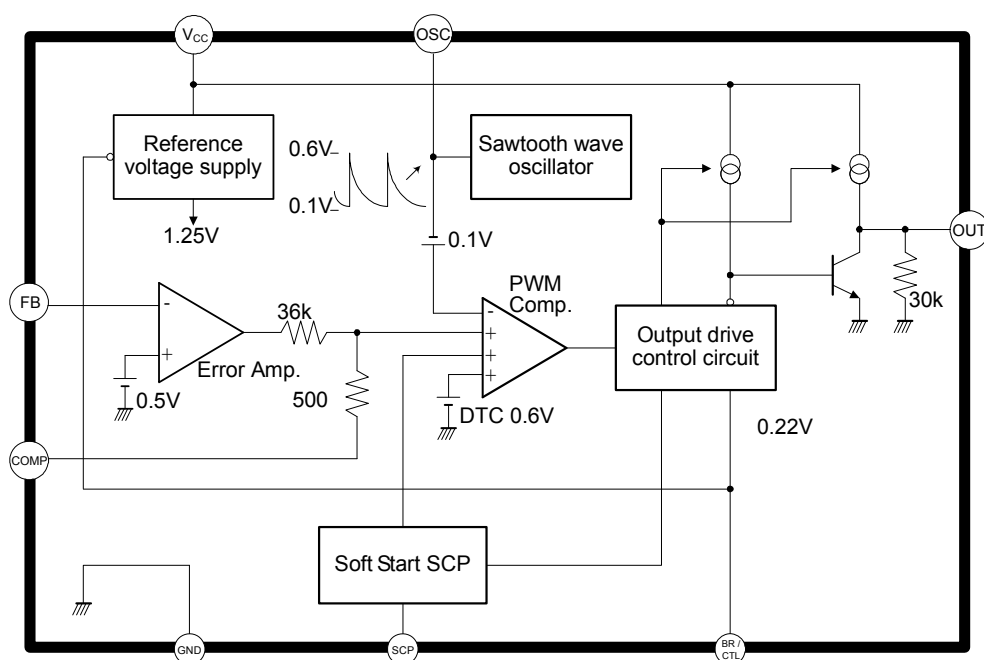 VCC
OSC
Reference
voltage supply
0.6V
0.1V
Sawtooth wave
oscillator
1.25V
0.1V
OUT
FB
36k
PWM
Comp.
-
+
-
+
+
+
30k
Error Amp.
Output drive
control circuit
0.5V
500
DTC 0.6V
0.22V
COMP
Soft Start SCP
GND
SCP
BR /
CTL